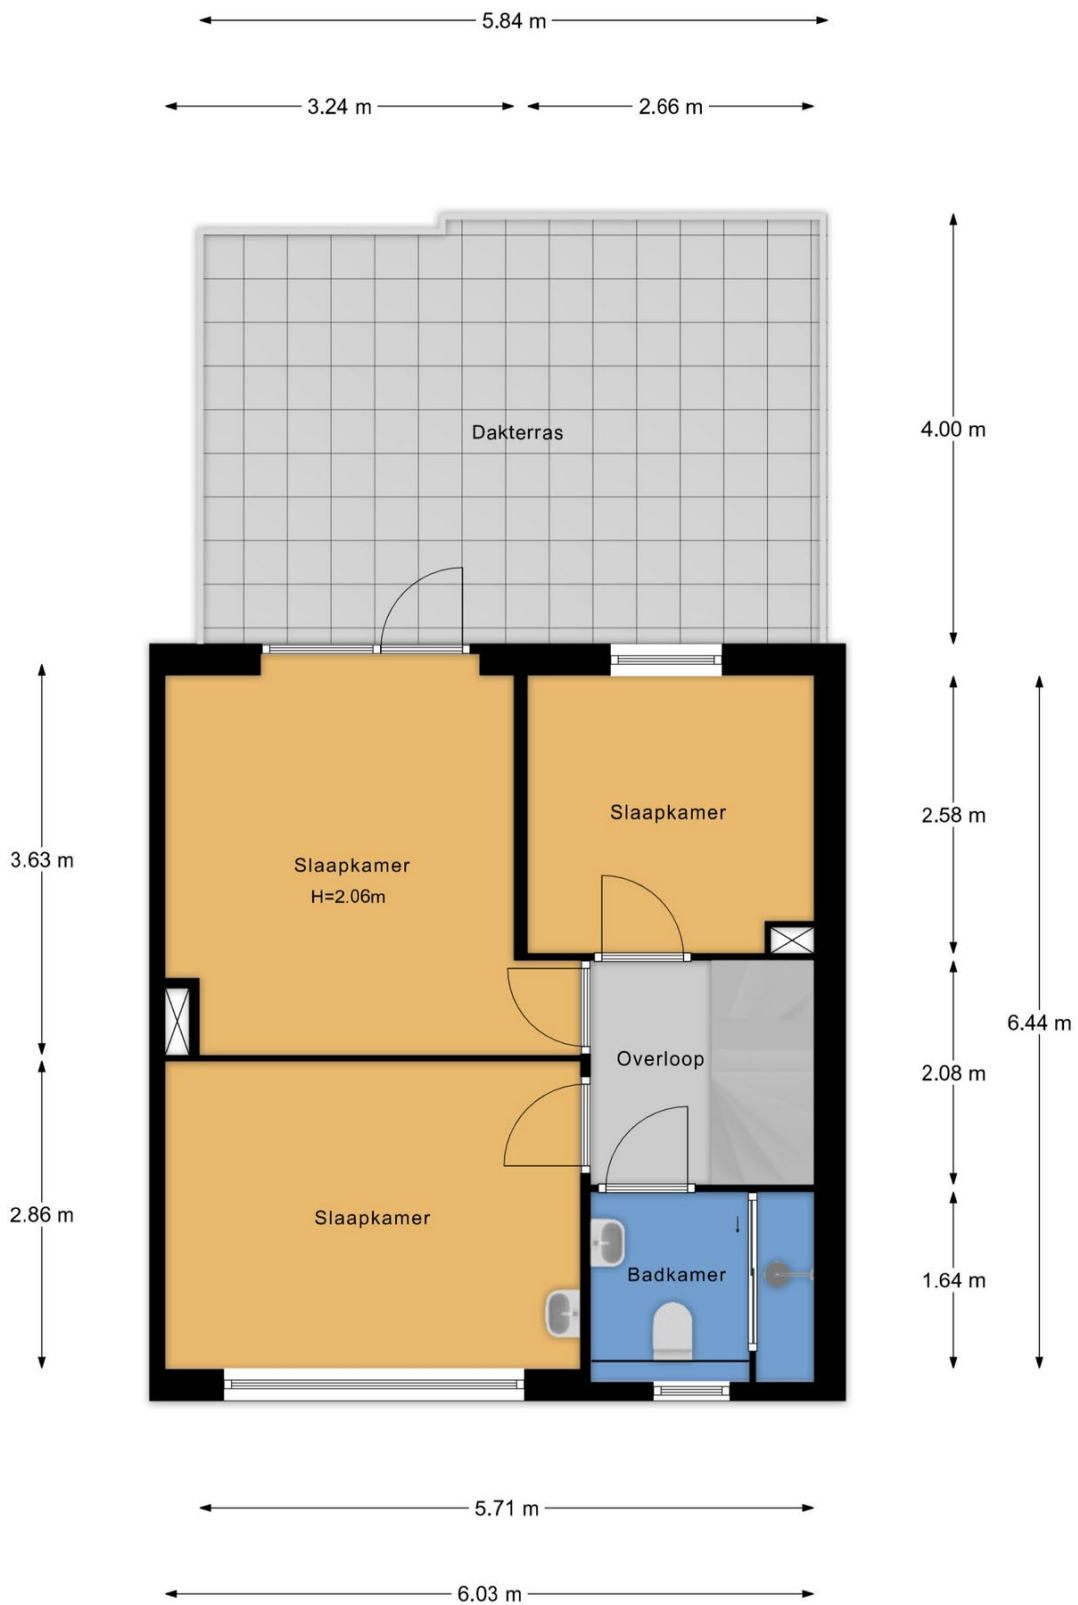 5.84 m
3.24 m
2.66 m
Dakterras
4.00 m
Slaapkamer
2.58 m
3.63 m
Slaapkamer
H=2.06m
6.44 m
Overloop
2.08 m
2.86 m
Slaapkamer
Badkamer
1.64 m
5.71 m
6.03 m